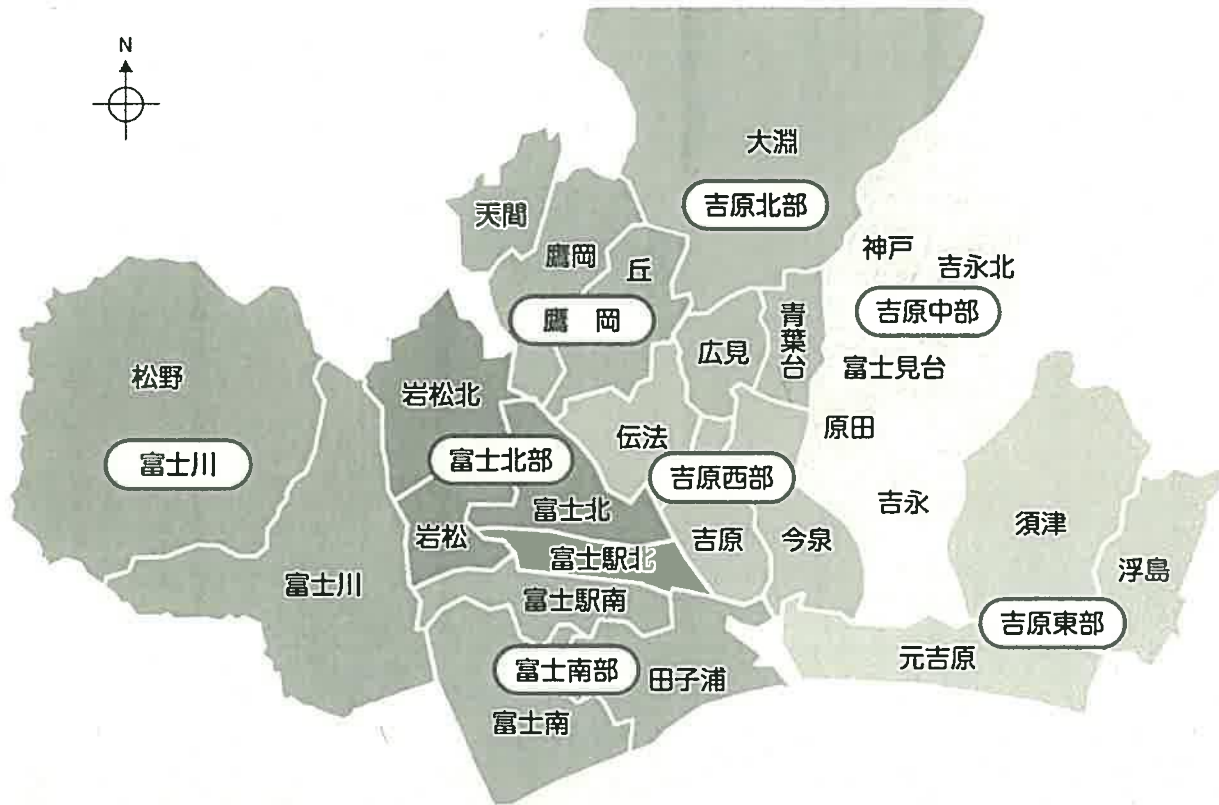 N
大淵
吉原北部
天間
鷹岡
丘
鷹岡
神戸
吉永北
吉原中部
青葉台
広見
富士見台
松野
富士川
岩松北
富士北部
伝法
吉原西部
原田
吉永
富士北
岩松
富士駅北
吉原
今泉
須津
浮島
富士川
富士駅南
吉原東部
元吉原
富士南部
田子浦
富士南